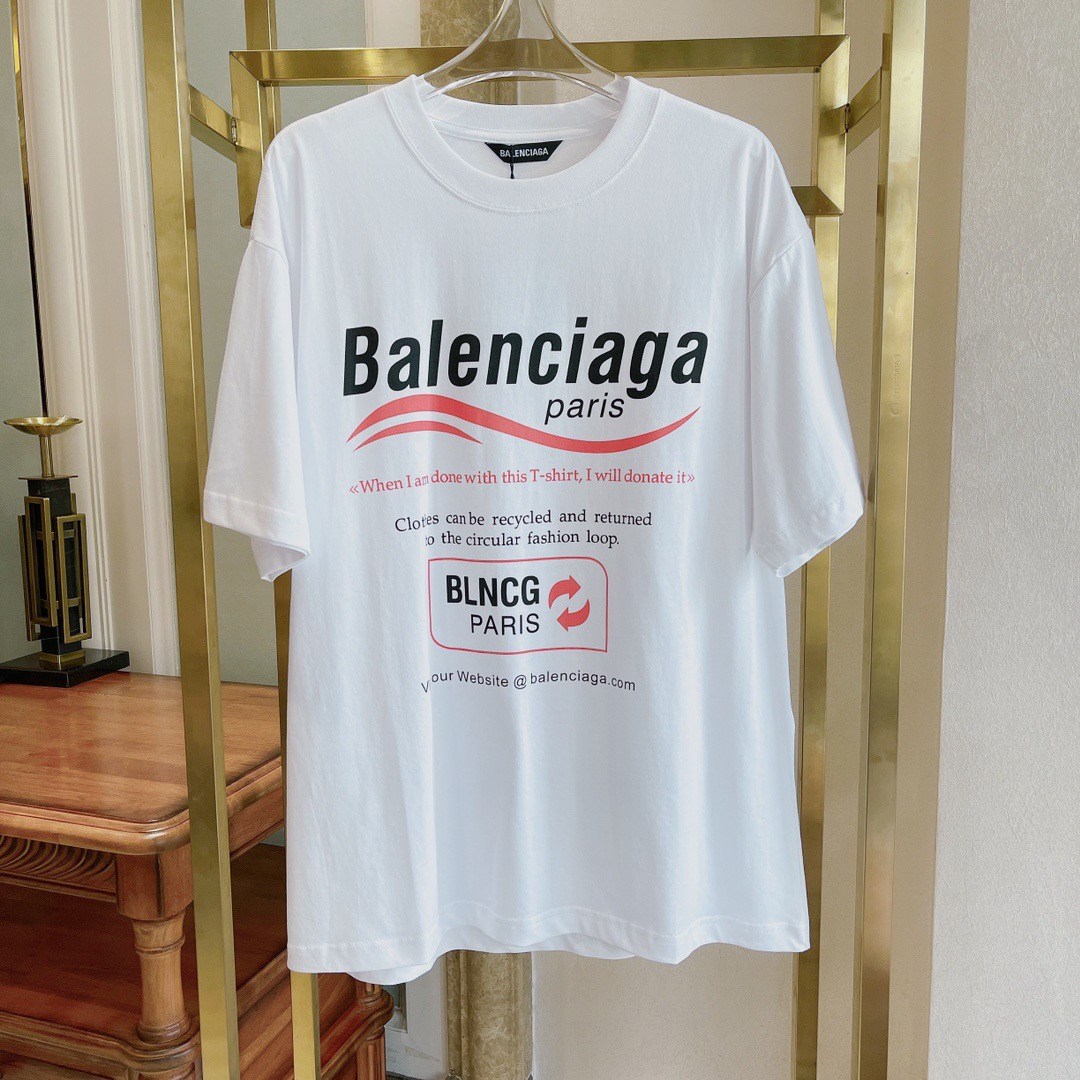 BALENCIAGA
Balenciaga
paris
«When I am done with this T-shirt, I will donate it»
Clothes can be recycled and returned
to the circular fashion loop.
BLNCG
PARIS
our Website @ balenciaga.com